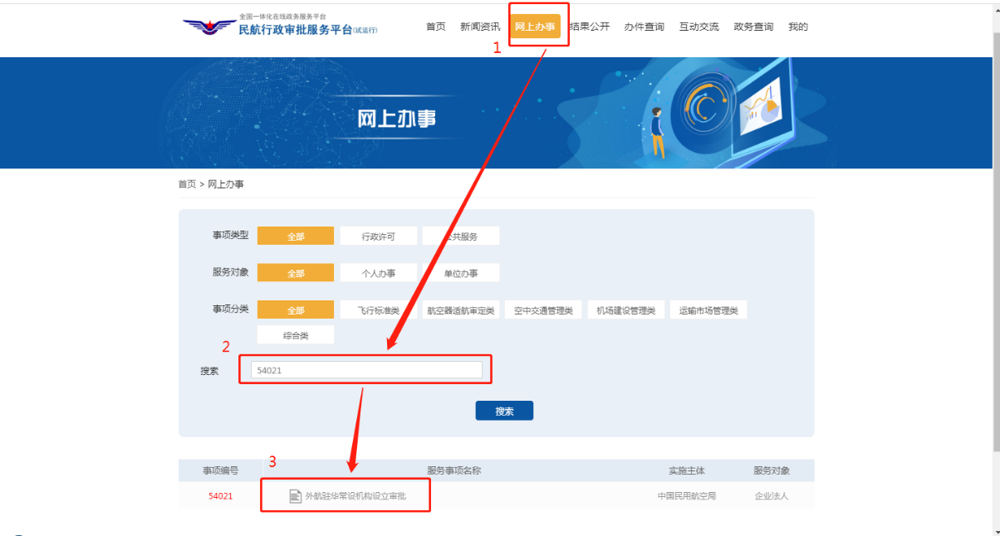 全国一体化在线政务服务平台
民航行政审批服务平台(试运行)
首页 新闻资讯 网上办事 结果公开 办件查询 互动交流 政务查询 我的
1
网上办事
首页 > 网上办事
事项类型 全部 行政许可 公共服务
服务对象 全部 个人办事 单位办事
事项分类 全部 飞行标准类 航空器适航审定类 空中交通管理类 机场建设管理类 运输市场管理类
综合类
2
搜索 54021
搜索
3
事项编号 服务事项名称 实施主体 服务对象
54021 外航驻华常设机构设立审批 中国民用航空局 企业法人